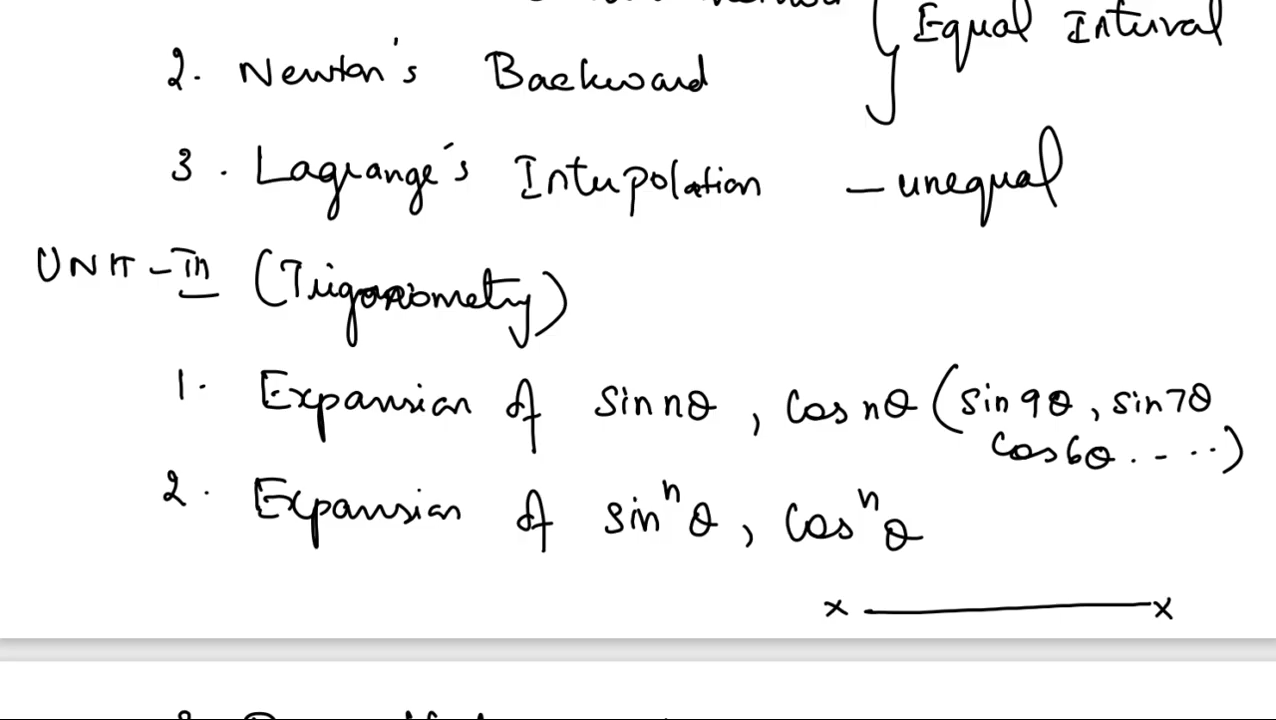 Equal Interval
2. Newton's Backward
3. Lagrange's Interpolation - unequal
UNIT-III (Trigonometry)
1. Expansion of sin nθ, cos nθ (sin 9θ, sin 7θ
cos 6θ.....)
2. Expansion of sinⁿθ, cosⁿθ
x ———— x